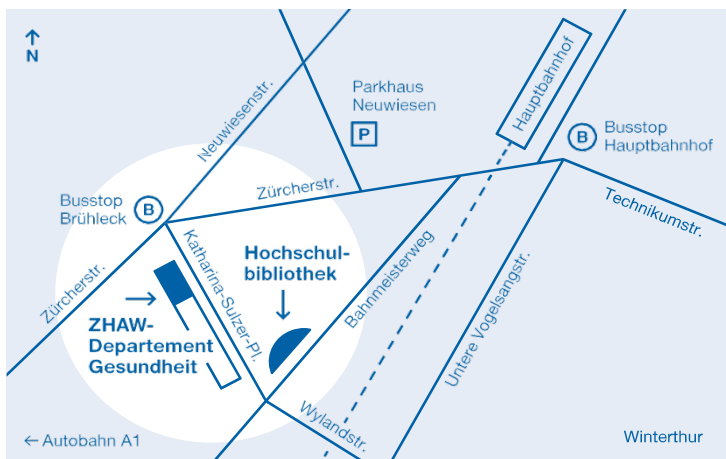 N
Neuwiesenstr.
Parkhaus
Neuwiesen
P
Hauptbahnhof
B
Busstop
Hauptbahnhof
Busstop
Brühleck
B
Zürcherstr.
Technikumstr.
Zürcherstr.
Katharina-Sulzer-Pl.
Hochschul-
bibliothek
Bahnmeisterweg
Untere Vogelsangstr.
ZHAW-
Departement
Gesundheit
Wylandstr.
← Autobahn A1
Winterthur